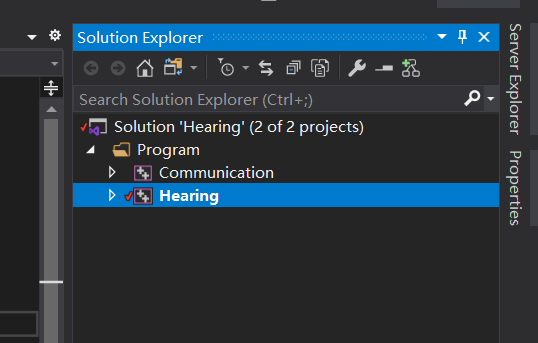 Solution Explorer
Search Solution Explorer (Ctrl+;)
Solution 'Hearing' (2 of 2 projects)
Program
Communication
Hearing
Server Explorer
Properties